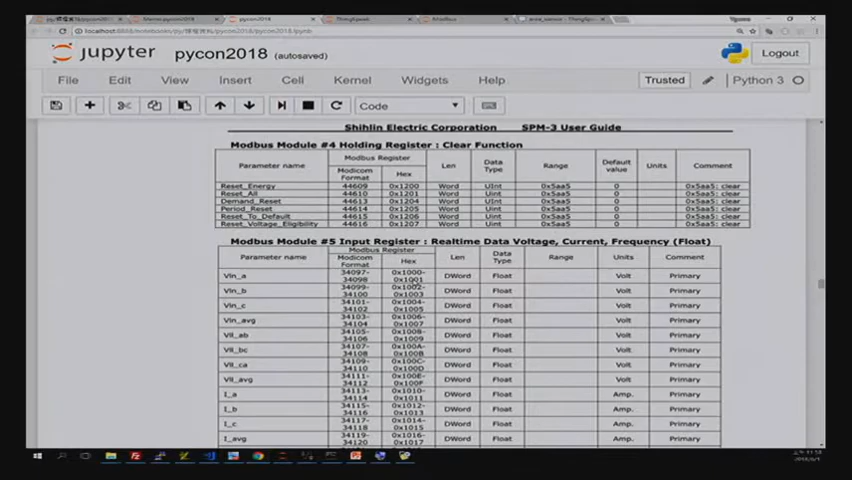 pycon2018
jupyter pycon2018 (autosaved)
Logout
File Edit View Insert Cell Kernel Widgets Help
Trusted
Python 3
Code
Shihlin Electric Corporation SPM-3 User Guide
Modbus Module #4 Holding Register : Clear Function
Parameter name Modbus Register Len Data Type Range Default value Units Comment
Modicom Format Hex
Reset_Energy 44609 0x1200 Word UInt 0x5aa5 0 0x5aa5: clear
Reset_All 44610 0x1201 Word UInt 0x5aa5 0 0x5aa5: clear
Demand_Reset 44613 0x1204 Word UInt 0x5aa5 0 0x5aa5: clear
Period_Reset 44614 0x1205 Word UInt 0x5aa5 0 0x5aa5: clear
Reset_To_Default 44615 0x1206 Word UInt 0x5aa5 0 0x5aa5: clear
Reset_Voltage_Eligibility 44616 0x1207 Word UInt 0x5aa5 0 0x5aa5: clear
Modbus Module #5 Input Register : Realtime Data Voltage, Current, Frequency (Float)
Parameter name Modbus Register Len Data Type Range Units Comment
Modicom Format Hex
Vln_a 34097-34098 0x1000-0x1001 DWord Float Volt Primary
Vln_b 34099-34100 0x1002-0x1003 DWord Float Volt Primary
Vln_c 34101-34102 0x1004-0x1005 DWord Float Volt Primary
Vln_avg 34103-34104 0x1006-0x1007 DWord Float Volt Primary
Vll_ab 34105-34106 0x1008-0x1009 DWord Float Volt Primary
Vll_bc 34107-34108 0x100A-0x100B DWord Float Volt Primary
Vll_ca 34109-34110 0x100C-0x100D DWord Float Volt Primary
Vll_avg 34111-34112 0x100E-0x100F DWord Float Volt Primary
I_a 34113-34114 0x1010-0x1011 DWord Float Amp. Primary
I_b 34115-34116 0x1012-0x1013 DWord Float Amp. Primary
I_c 34117-34118 0x1014-0x1015 DWord Float Amp. Primary
I_avg 34119-34120 0x1016-0x1017 DWord Float Amp. Primary